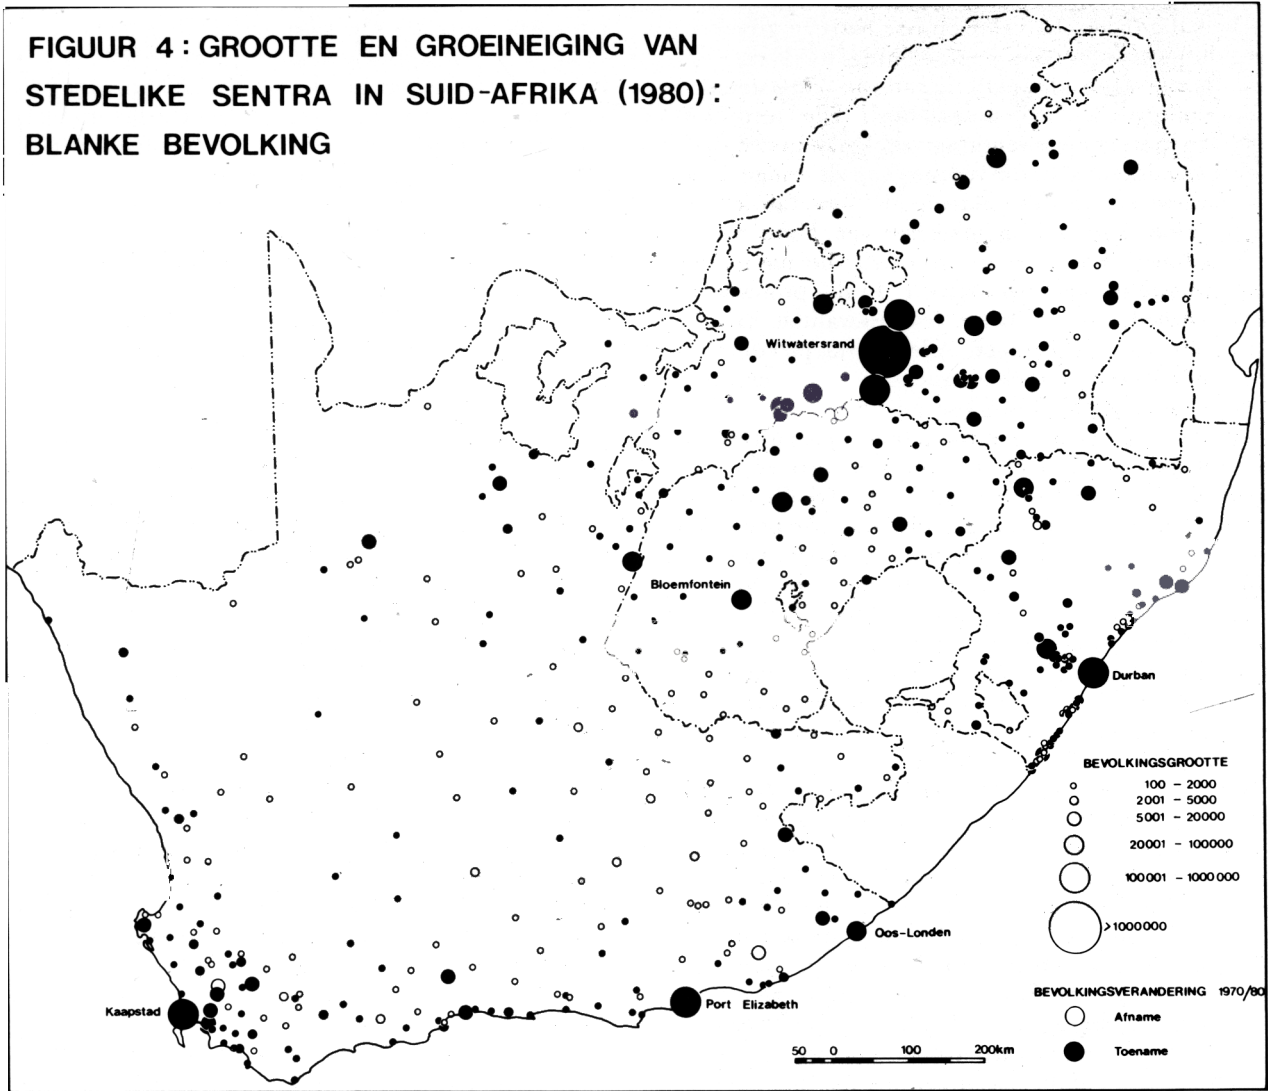 FIGUUR 4 : GROOTTE EN GROEINEIGING VAN
STEDELIKE SENTRA IN SUID-AFRIKA (1980):
BLANKE BEVOLKING
Witwatersrand
Bloemfontein
Durban
Oos-Londen
Port Elizabeth
Kaapstad
BEVOLKINGSGROOTTE
100 - 2000
2001 - 5000
5001 - 20000
20001 - 100000
100001 - 1000000
>1000000
BEVOLKINGSVERANDERING 1970/80
Afname
Toename
50 0 100 200km